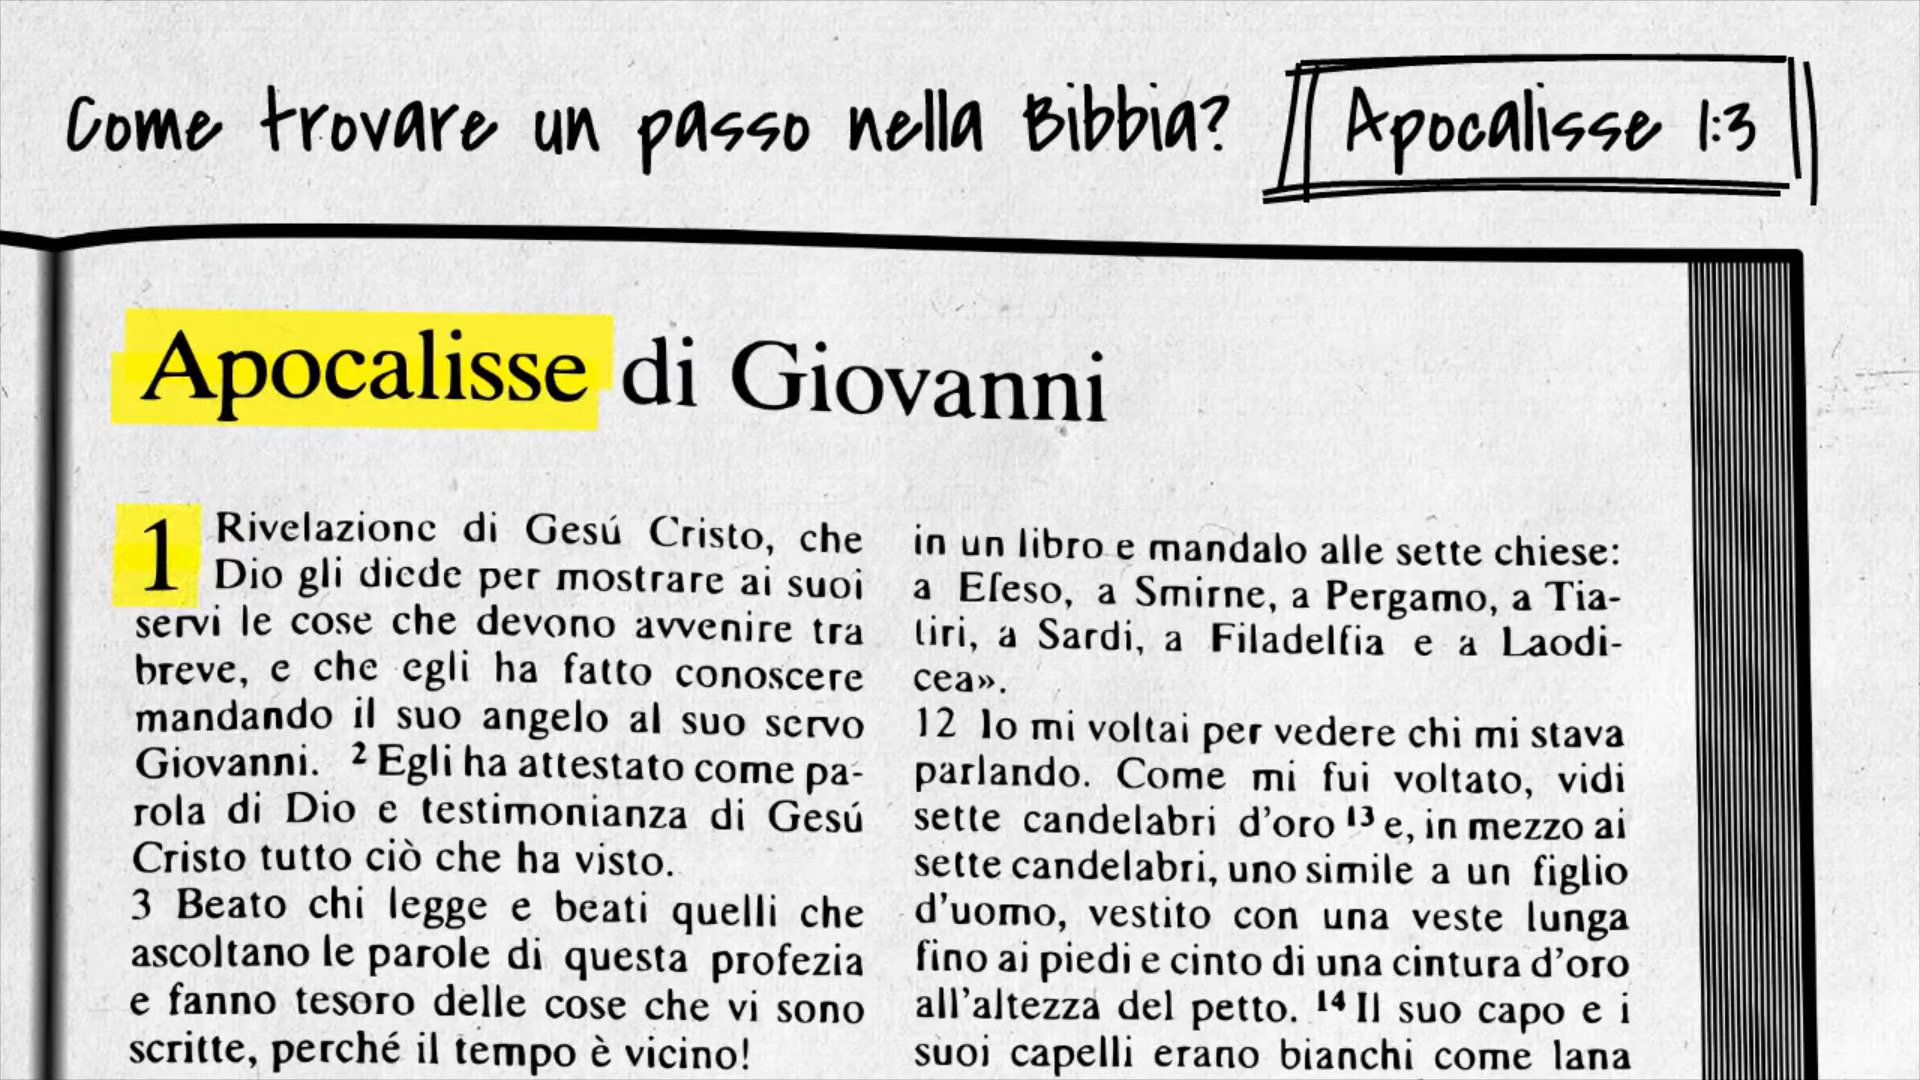 Come trovare un passo nella Bibbia?
Apocalisse 1:3
Apocalisse di Giovanni
1 Rivelazione di Gesú Cristo, che
Dio gli diede per mostrare ai suoi
servi le cose che devono avvenire tra
breve, e che egli ha fatto conoscere
mandando il suo angelo al suo servo
Giovanni. ² Egli ha attestato come pa-
rola di Dio e testimonianza di Gesú
Cristo tutto ciò che ha visto.
3 Beato chi legge e beati quelli che
ascoltano le parole di questa profezia
e fanno tesoro delle cose che vi sono
scritte, perché il tempo è vicino!
in un libro e mandalo alle sette chiese:
a Efeso, a Smirne, a Pergamo, a Tia-
tiri, a Sardi, a Filadelfia e a Laodi-
cea».
12 Io mi voltai per vedere chi mi stava
parlando. Come mi fui voltato, vidi
sette candelabri d'oro ¹³ e, in mezzo ai
sette candelabri, uno simile a un figlio
d'uomo, vestito con una veste lunga
fino ai piedi e cinto di una cintura d'oro
all'altezza del petto. ¹⁴ Il suo capo e i
suoi capelli erano bianchi come lana